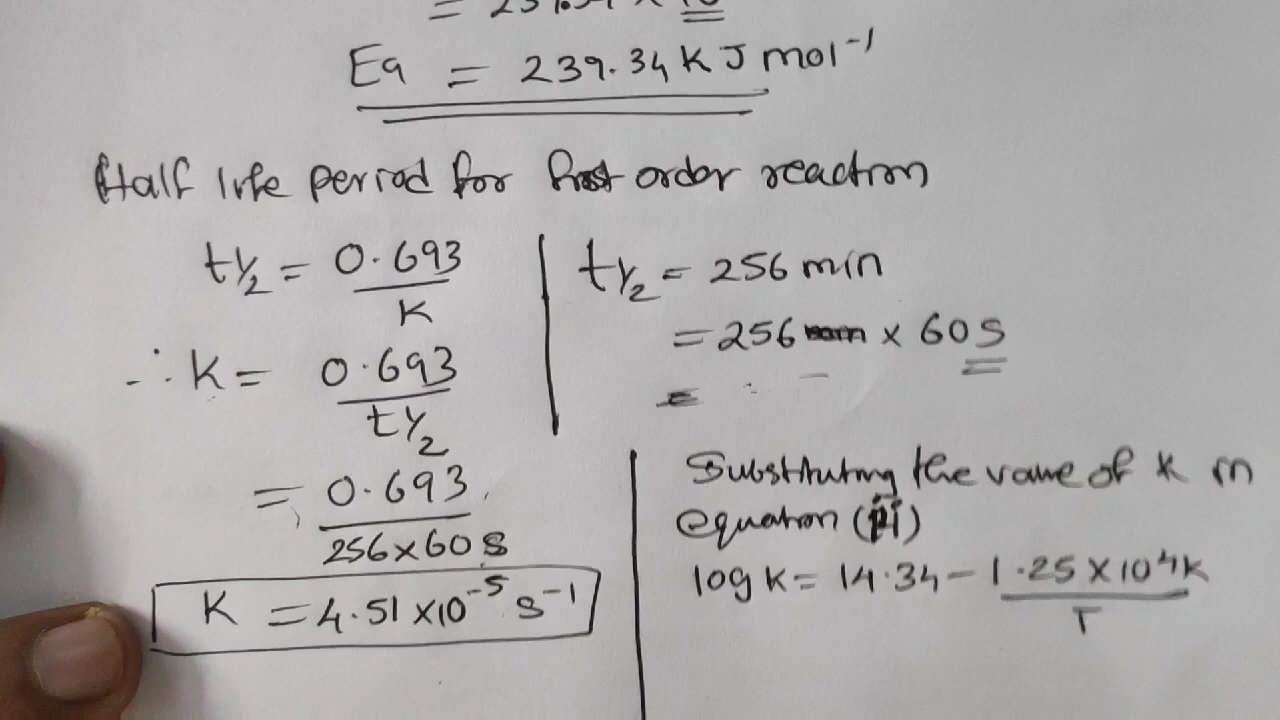 Ea = 239.34 KJ mol⁻¹
Half life period for first order reaction
t½ = 0.693 / K
∴ K = 0.693 / t½
= 0.693 / 256×60 s
K = 4.51 ×10⁻⁵ s⁻¹
t½ = 256 min
= 256 × 60 S
=
Substituting the value of K in
equation (ii)
log K = 14.34 – 1.25 × 10⁴K / T